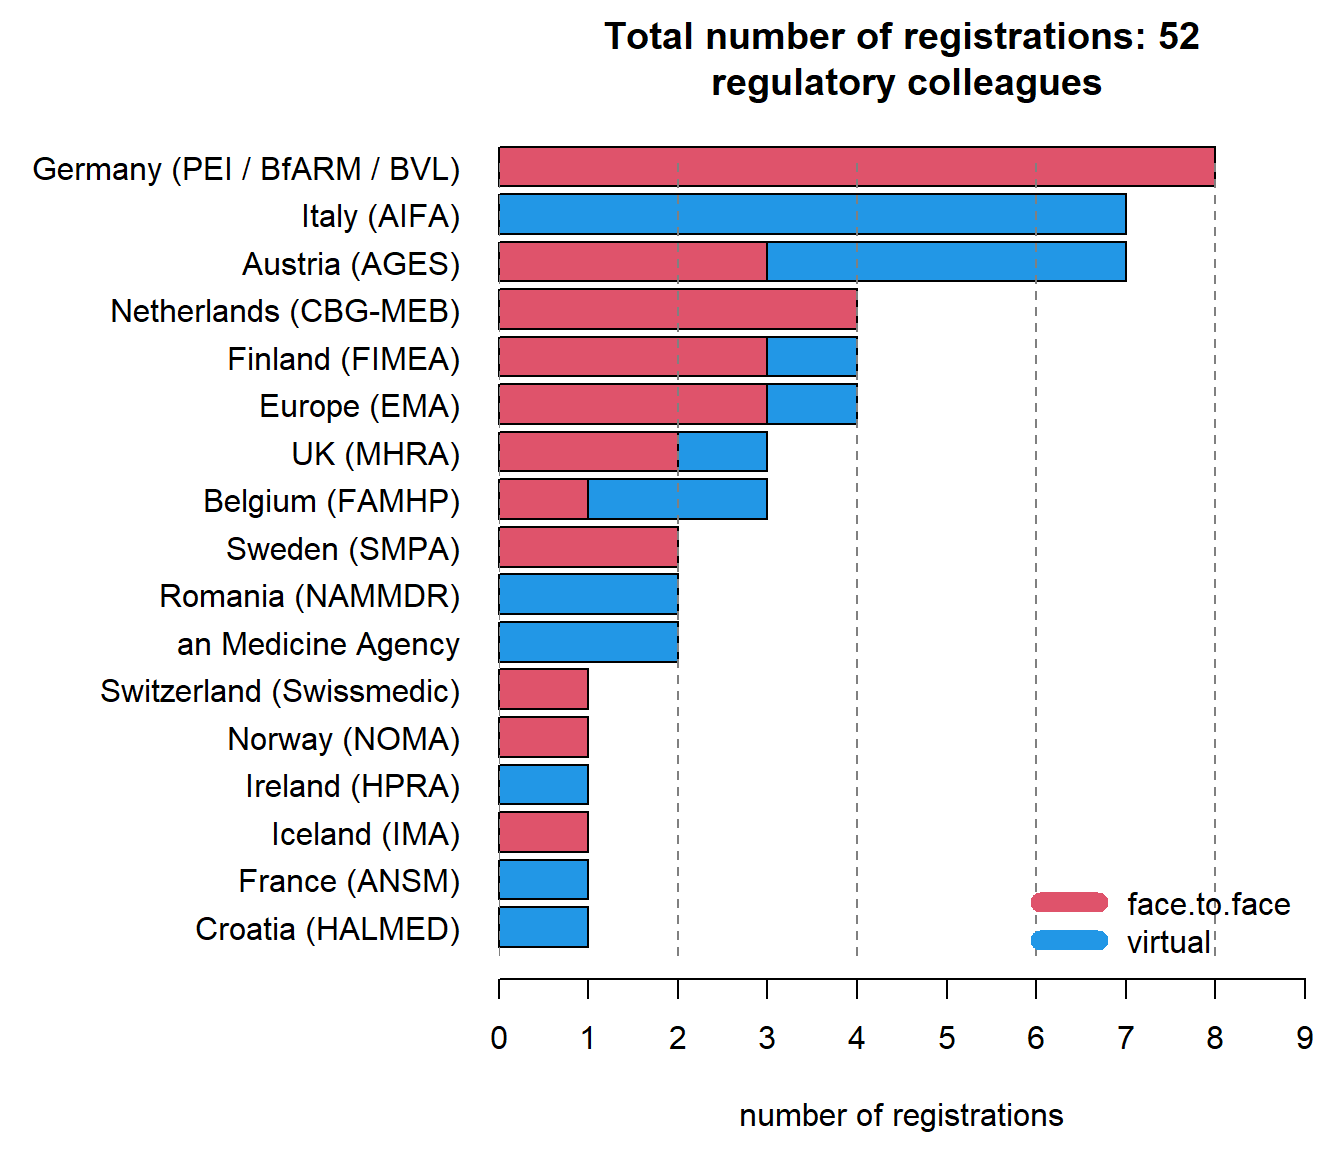 Total number of registrations: 52
regulatory colleagues
Germany (PEI / BfARM / BVL)
Italy (AIFA)
Austria (AGES)
Netherlands (CBG-MEB)
Finland (FIMEA)
Europe (EMA)
UK (MHRA)
Belgium (FAMHP)
Sweden (SMPA)
Romania (NAMMDR)
an Medicine Agency
Switzerland (Swissmedic)
Norway (NOMA)
Ireland (HPRA)
Iceland (IMA)
France (ANSM)
Croatia (HALMED)
face.to.face
virtual
0 1 2 3 4 5 6 7 8 9
number of registrations